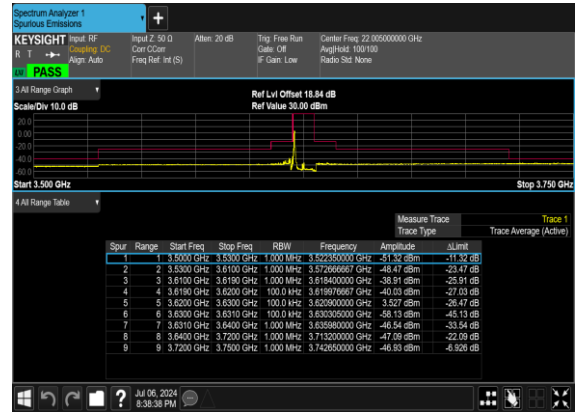 Spectrum Analyzer 1
Spurious Emissions
KEYSIGHT Input: RF Input Z: 50 Ω Atten: 20 dB Trig: Free Run Center Freq: 22.005000000 GHz
R T Coupling: DC Corr CCorr Gate: Off Avg|Hold: 100/100
Align: Auto Freq Ref: Int (S) IF Gain: Low Radio Std: None
PASS
3 All Range Graph
Ref Lvl Offset 18.84 dB
Scale/Div 10.0 dB Ref Value 30.00 dBm
20.0
0.00
-20.0
-40.0
-60.0
Start 3.500 GHz Stop 3.750 GHz
4 All Range Table
Measure Trace Trace 1
Trace Type Trace Average (Active)
Spur Range Start Freq Stop Freq RBW Frequency Amplitude ΔLimit
1 1 3.5000 GHz 3.5300 GHz 1.000 MHz 3.522350000 GHz -51.32 dBm -11.32 dB
2 2 3.5300 GHz 3.6100 GHz 1.000 MHz 3.572666667 GHz -48.47 dBm -23.47 dB
3 3 3.6100 GHz 3.6190 GHz 1.000 MHz 3.618400000 GHz -38.91 dBm -25.91 dB
4 4 3.6190 GHz 3.6200 GHz 100.0 kHz 3.619976667 GHz -40.03 dBm -27.03 dB
5 5 3.6200 GHz 3.6300 GHz 100.0 kHz 3.620900000 GHz 3.527 dBm -26.47 dB
6 6 3.6300 GHz 3.6310 GHz 100.0 kHz 3.630305000 GHz -58.13 dBm -45.13 dB
7 7 3.6310 GHz 3.6400 GHz 1.000 MHz 3.635980000 GHz -46.54 dBm -33.54 dB
8 8 3.6400 GHz 3.7200 GHz 1.000 MHz 3.713200000 GHz -47.09 dBm -22.09 dB
9 9 3.7200 GHz 3.7500 GHz 1.000 MHz 3.742650000 GHz -46.93 dBm -6.926 dB
? Jul 06, 2024
8:38:38 PM